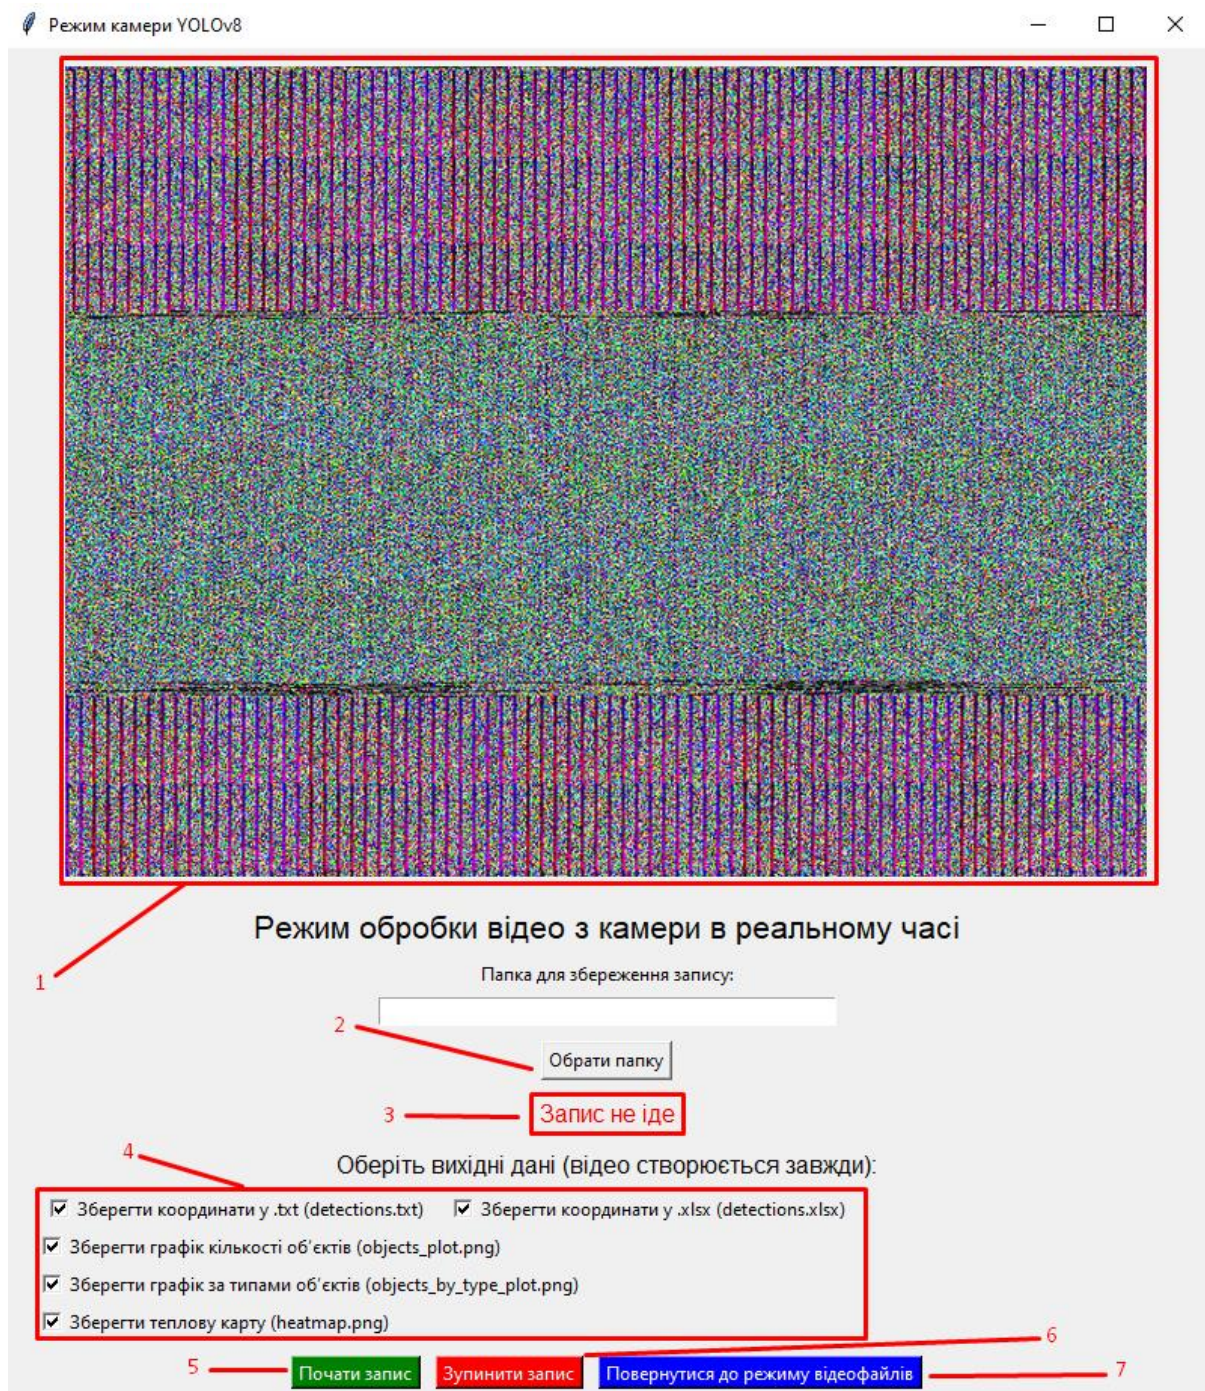 Режим камери YOLOv8
1
Режим обробки відео з камери в реальному часі
Папка для збереження запису:
2
Обрати папку
3 Запис не іде
4
Оберіть вихідні дані (відео створюється завжди):
Зберегти координати у .txt (detections.txt) Зберегти координати у .xlsx (detections.xlsx)
Зберегти графік кількості об'єктів (objects_plot.png)
Зберегти графік за типами об'єктів (objects_by_type_plot.png)
Зберегти теплову карту (heatmap.png)
6
5 Почати запис Зупинити запис Повернутися до режиму відеофайлів 7